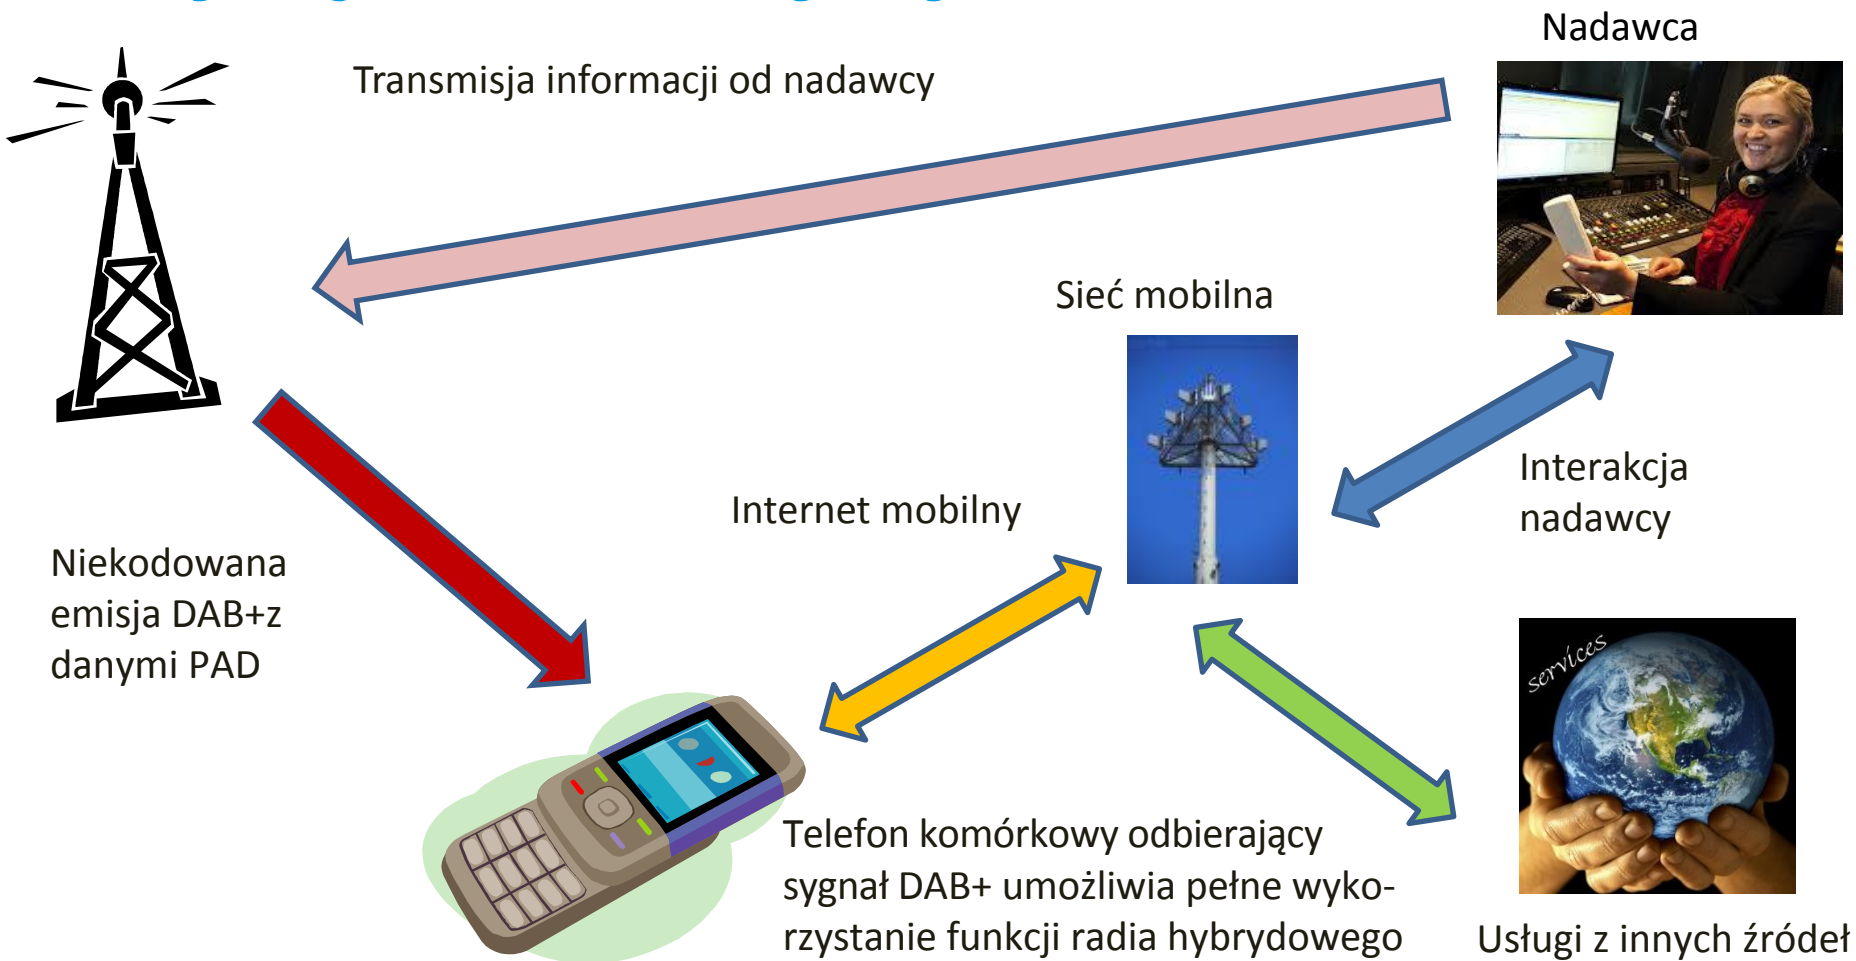 Nadawca
Transmisja informacji od nadawcy
Sieć mobilna
Interakcja
nadawcy
Internet mobilny
Niekodowana
emisja DAB+z
danymi PAD
services
Telefon komórkowy odbierający
sygnał DAB+ umożliwia pełne wyko-
rzystanie funkcji radia hybrydowego
Usługi z innych źródeł